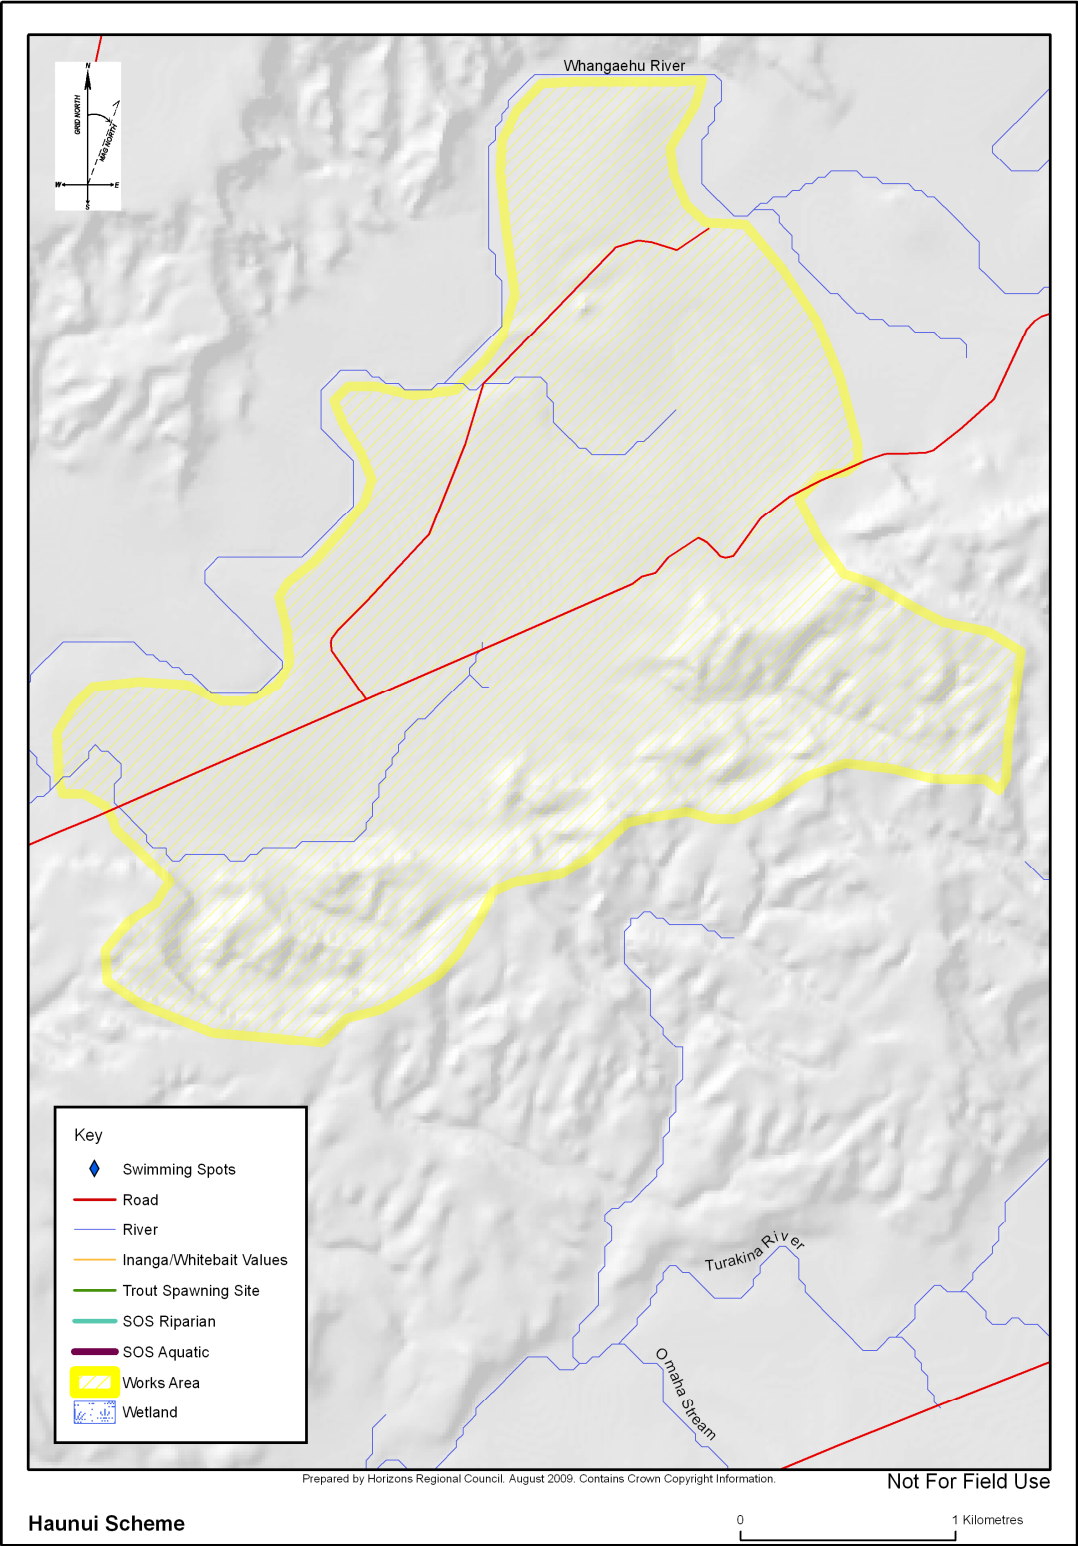 Whangaehu River
N
GRID NORTH
MAG NORTH
W
E
S
Key
Swimming Spots
Road
River
Inanga/Whitebait Values
Trout Spawning Site
SOS Riparian
SOS Aquatic
Works Area
Wetland
Turakina River
Omaha Stream
Prepared by Horizons Regional Council. August 2009. Contains Crown Copyright Information.
Not For Field Use
Haunui Scheme
0
1 Kilometres